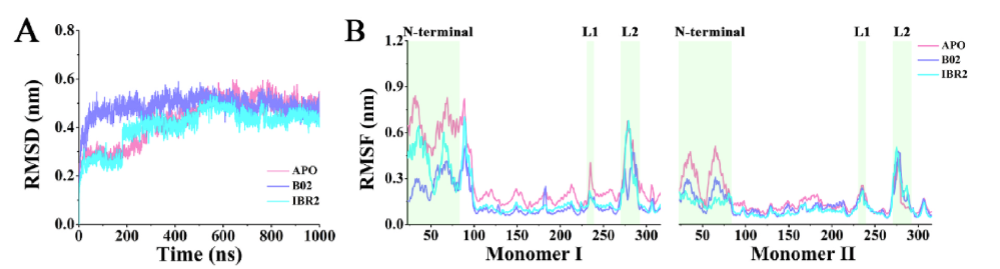 A
RMSD (nm)
0.8
0.6
0.4
0.2
0.0
0 200 400 600 800 1000
Time (ns)
APO
B02
IBR2
B
RMSF (nm)
1.2
0.9
0.6
0.3
0.0
N-terminal L1 L2
50 100 150 200 250 300
Monomer I
N-terminal L1 L2
50 100 150 200 250 300
Monomer II
APO
B02
IBR2